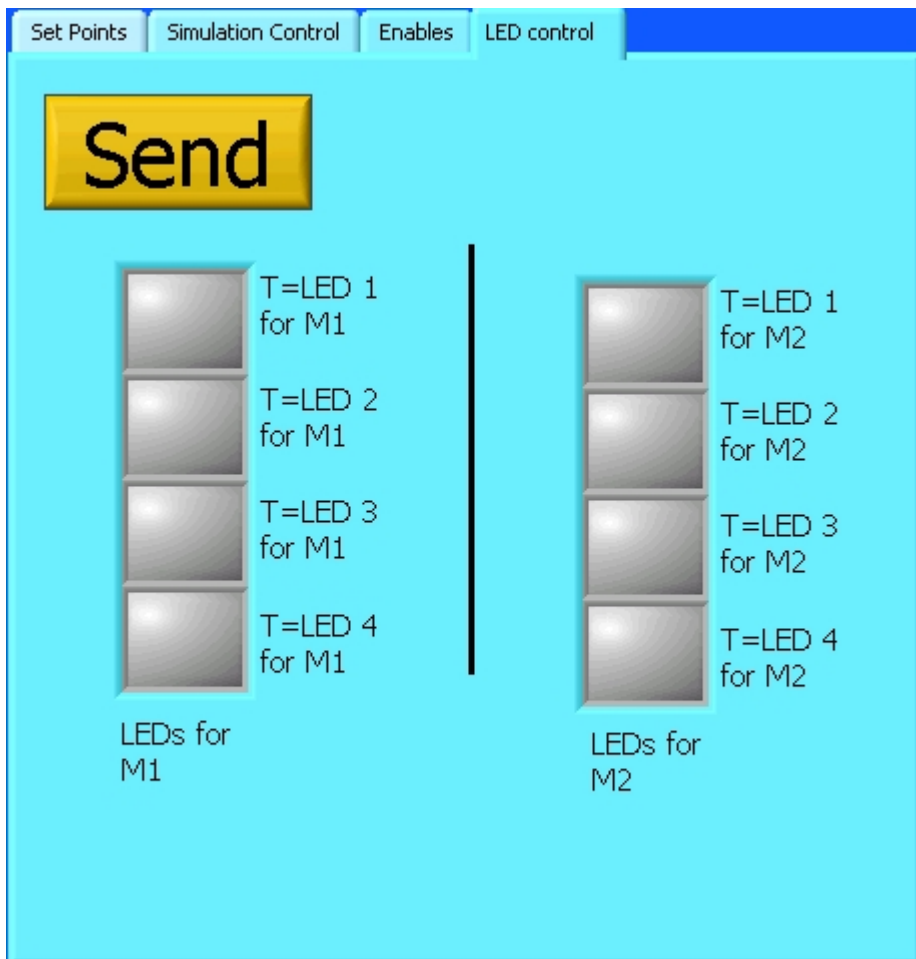 Set Points
Simulation Control
Enables
LED control
Send
T=LED 1
for M1
T=LED 2
for M1
T=LED 3
for M1
T=LED 4
for M1
LEDs for
M1
T=LED 1
for M2
T=LED 2
for M2
T=LED 3
for M2
T=LED 4
for M2
LEDs for
M2